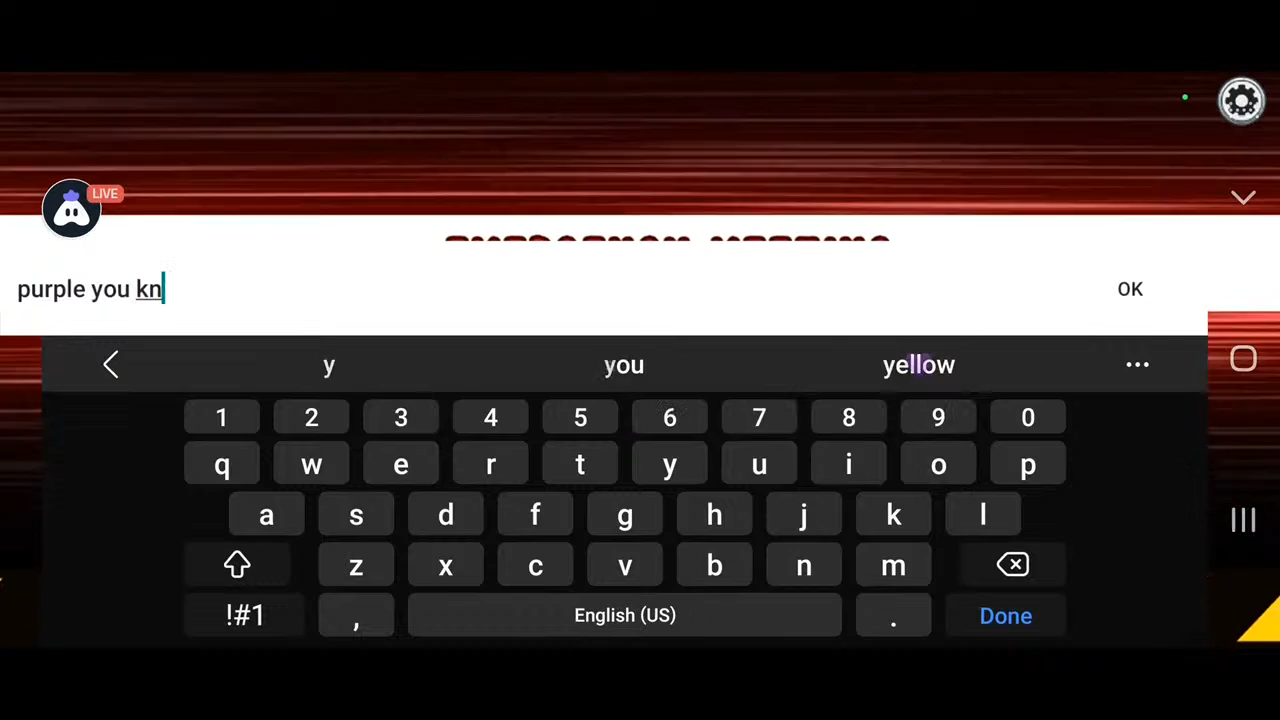 LIVE
purple you kn
OK
y you yellow
1 2 3 4 5 6 7 8 9 0
q w e r t y u i o p
a s d f g h j k l
z x c v b n m
!#1 , English (US) . Done